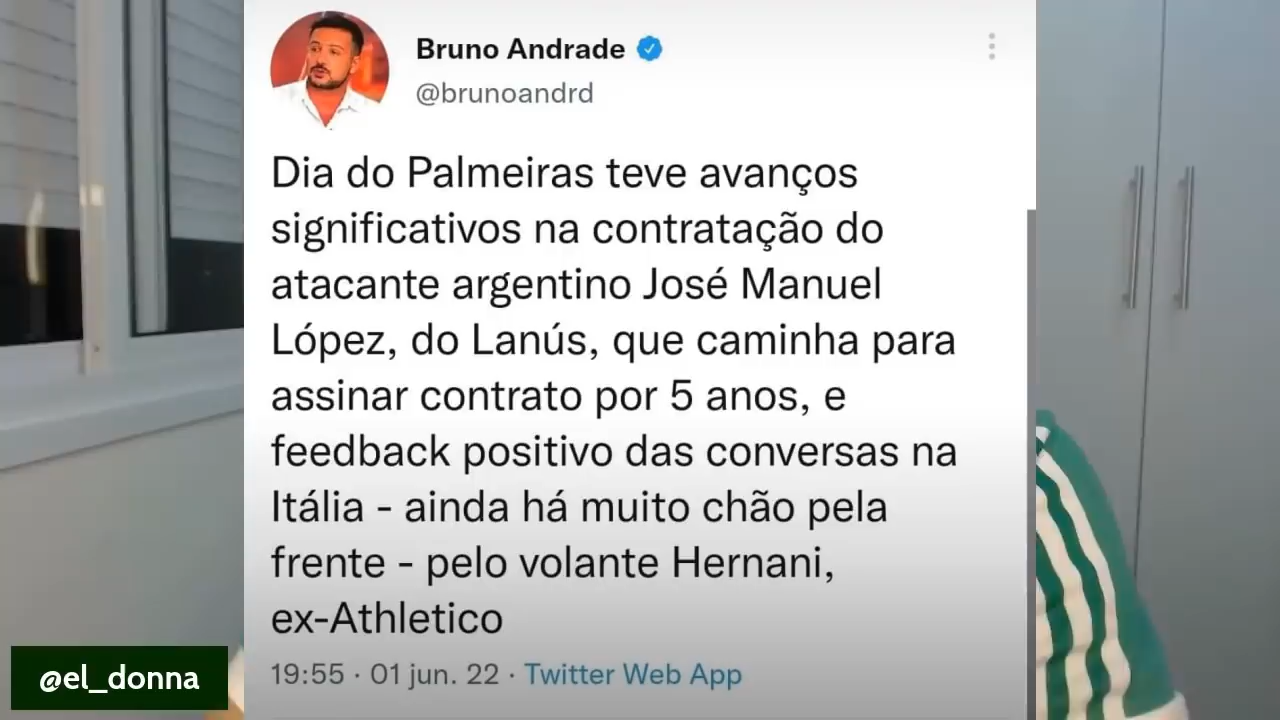 Bruno Andrade
@brunoandrd
Dia do Palmeiras teve avanços
significativos na contratação do
atacante argentino José Manuel
López, do Lanús, que caminha para
assinar contrato por 5 anos, e
feedback positivo das conversas na
Itália - ainda há muito chão pela
frente - pelo volante Hernani,
ex-Athletico
19:55 · 01 jun. 22 · Twitter Web App
@el_donna